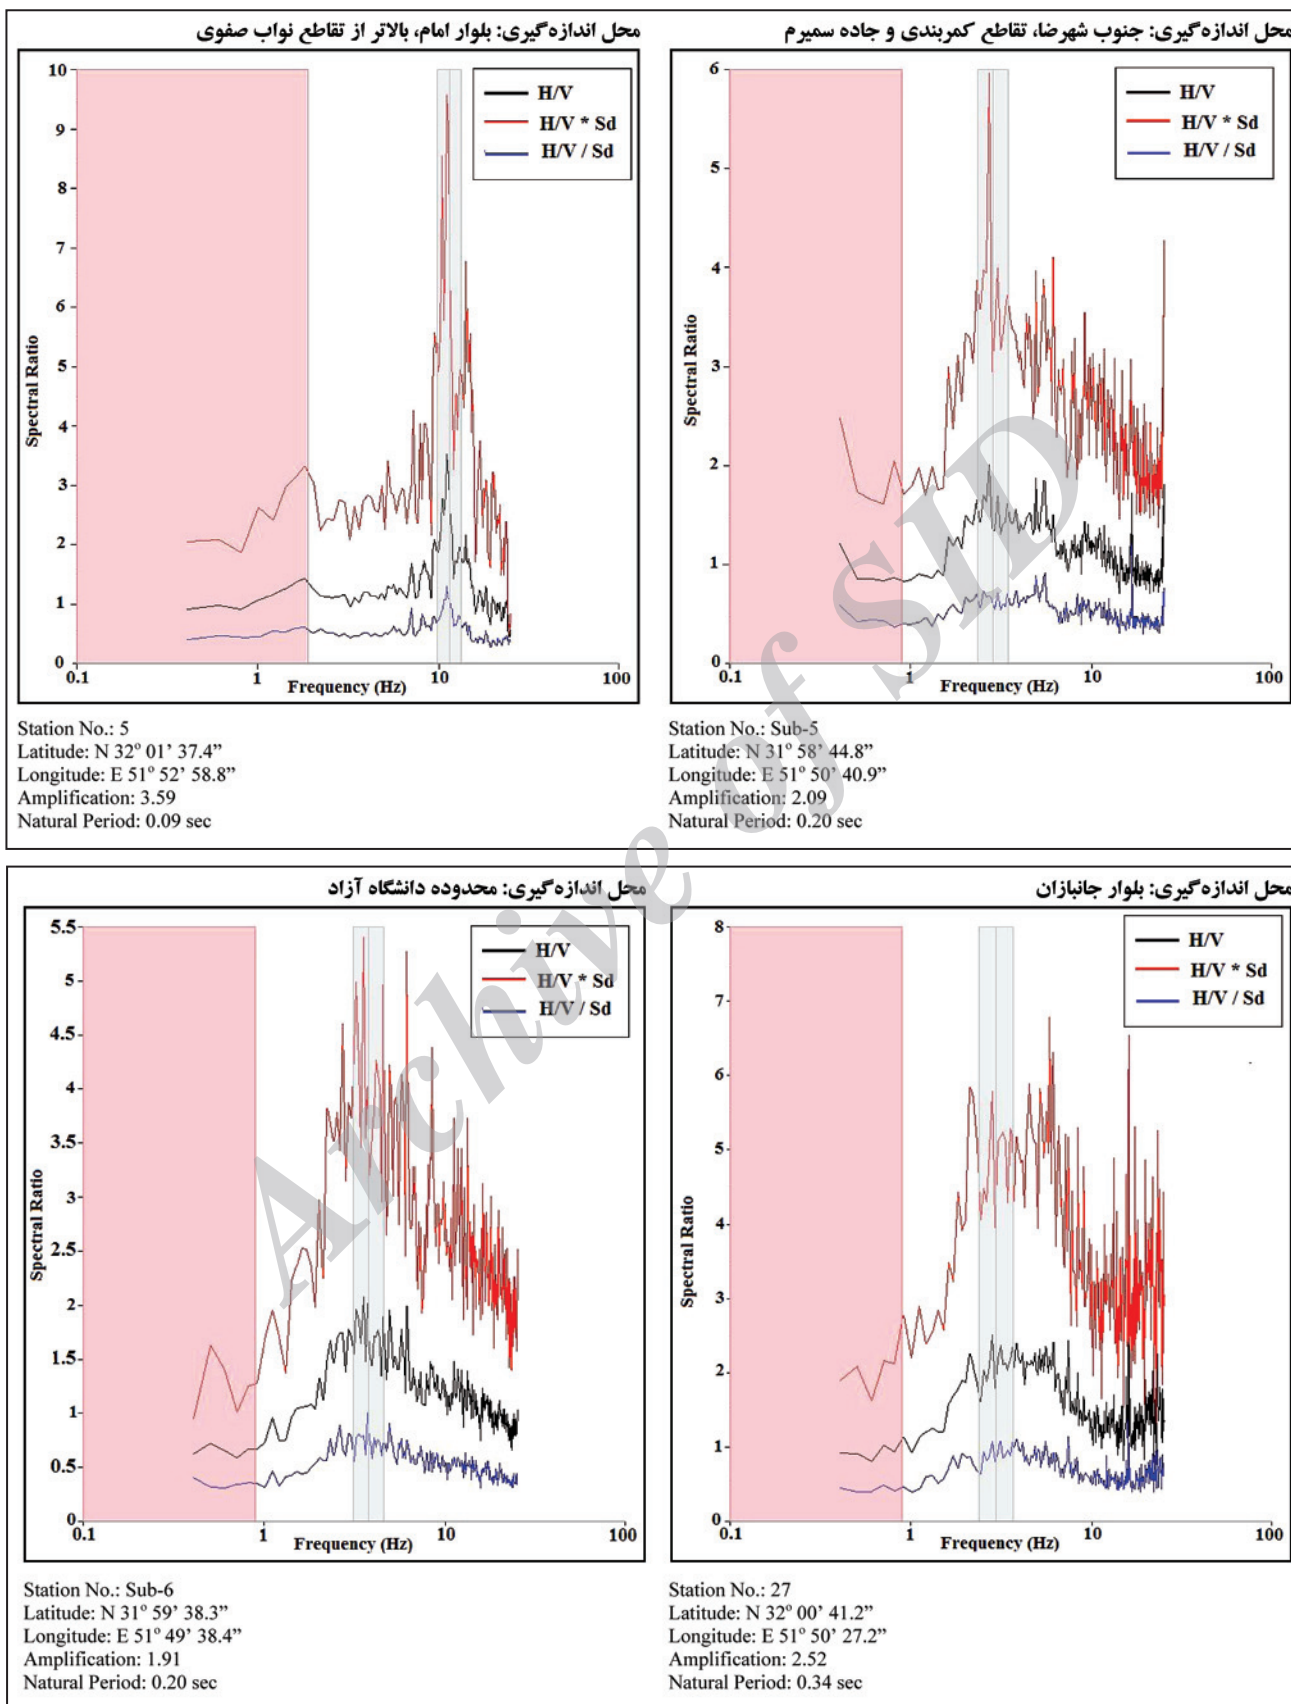 محل اندازه‌گیری: بلوار امام، بالاتر از تقاطع نواب صفوی
10
9
8
7
6
5
4
3
2
1
0
Spectral Ratio
H/V
H/V * Sd
H/V / Sd
0.1
1
10
100
Frequency (Hz)
Station No.: 5
Latitude: N 32° 01’ 37.4”
Longitude: E 51° 52’ 58.8”
Amplification: 3.59
Natural Period: 0.09 sec
محل اندازه‌گیری: جنوب شهرضا، تقاطع کمربندی و جاده سمیرم
6
5
4
3
2
1
0
Spectral Ratio
H/V
H/V * Sd
H/V / Sd
0.1
1
10
100
Frequency (Hz)
Station No.: Sub-5
Latitude: N 31° 58’ 44.8”
Longitude: E 51° 50’ 40.9”
Amplification: 2.09
Natural Period: 0.20 sec
محل اندازه‌گیری: محدوده دانشگاه آزاد
5.5
5
4.5
4
3.5
3
2.5
2
1.5
1
0.5
0
Spectral Ratio
H/V
H/V * Sd
H/V / Sd
0.1
1
10
100
Frequency (Hz)
Station No.: Sub-6
Latitude: N 31° 59’ 38.3”
Longitude: E 51° 49’ 38.4”
Amplification: 1.91
Natural Period: 0.20 sec
محل اندازه‌گیری: بلوار جانبازان
8
7
6
5
4
3
2
1
0
Spectral Ratio
H/V
H/V * Sd
H/V / Sd
0.1
1
10
100
Frequency (Hz)
Station No.: 27
Latitude: N 32° 00’ 41.2”
Longitude: E 51° 50’ 27.2”
Amplification: 2.52
Natural Period: 0.34 sec
Archive of SID